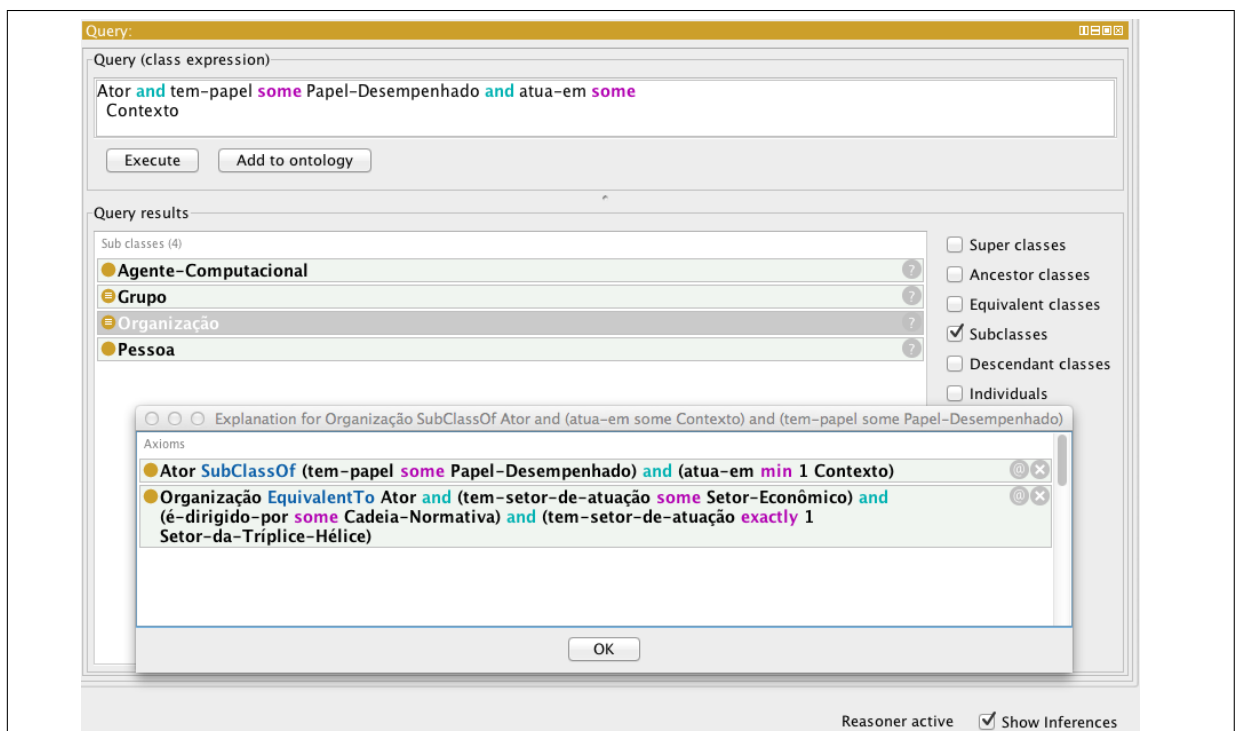 Query:
Query (class expression)
Ator and tem-papel some Papel-Desempenhado and atua-em some
Contexto
Execute
Add to ontology
Query results
Sub classes (4)
Agente-Computacional
?
Grupo
?
Organização
?
Pessoa
?
Super classes
Ancestor classes
Equivalent classes
Subclasses
Descendant classes
Individuals
Explanation for Organização SubClassOf Ator and (atua-em some Contexto) and (tem-papel some Papel-Desempenhado)
Axioms
Ator SubClassOf (tem-papel some Papel-Desempenhado) and (atua-em min 1 Contexto)
@
Organização EquivalentTo Ator and (tem-setor-de-atuação some Setor-Econômico) and
(é-dirigido-por some Cadeia-Normativa) and (tem-setor-de-atuação exactly 1
Setor-da-Tríplice-Hélice)
@
OK
Reasoner active
Show Inferences